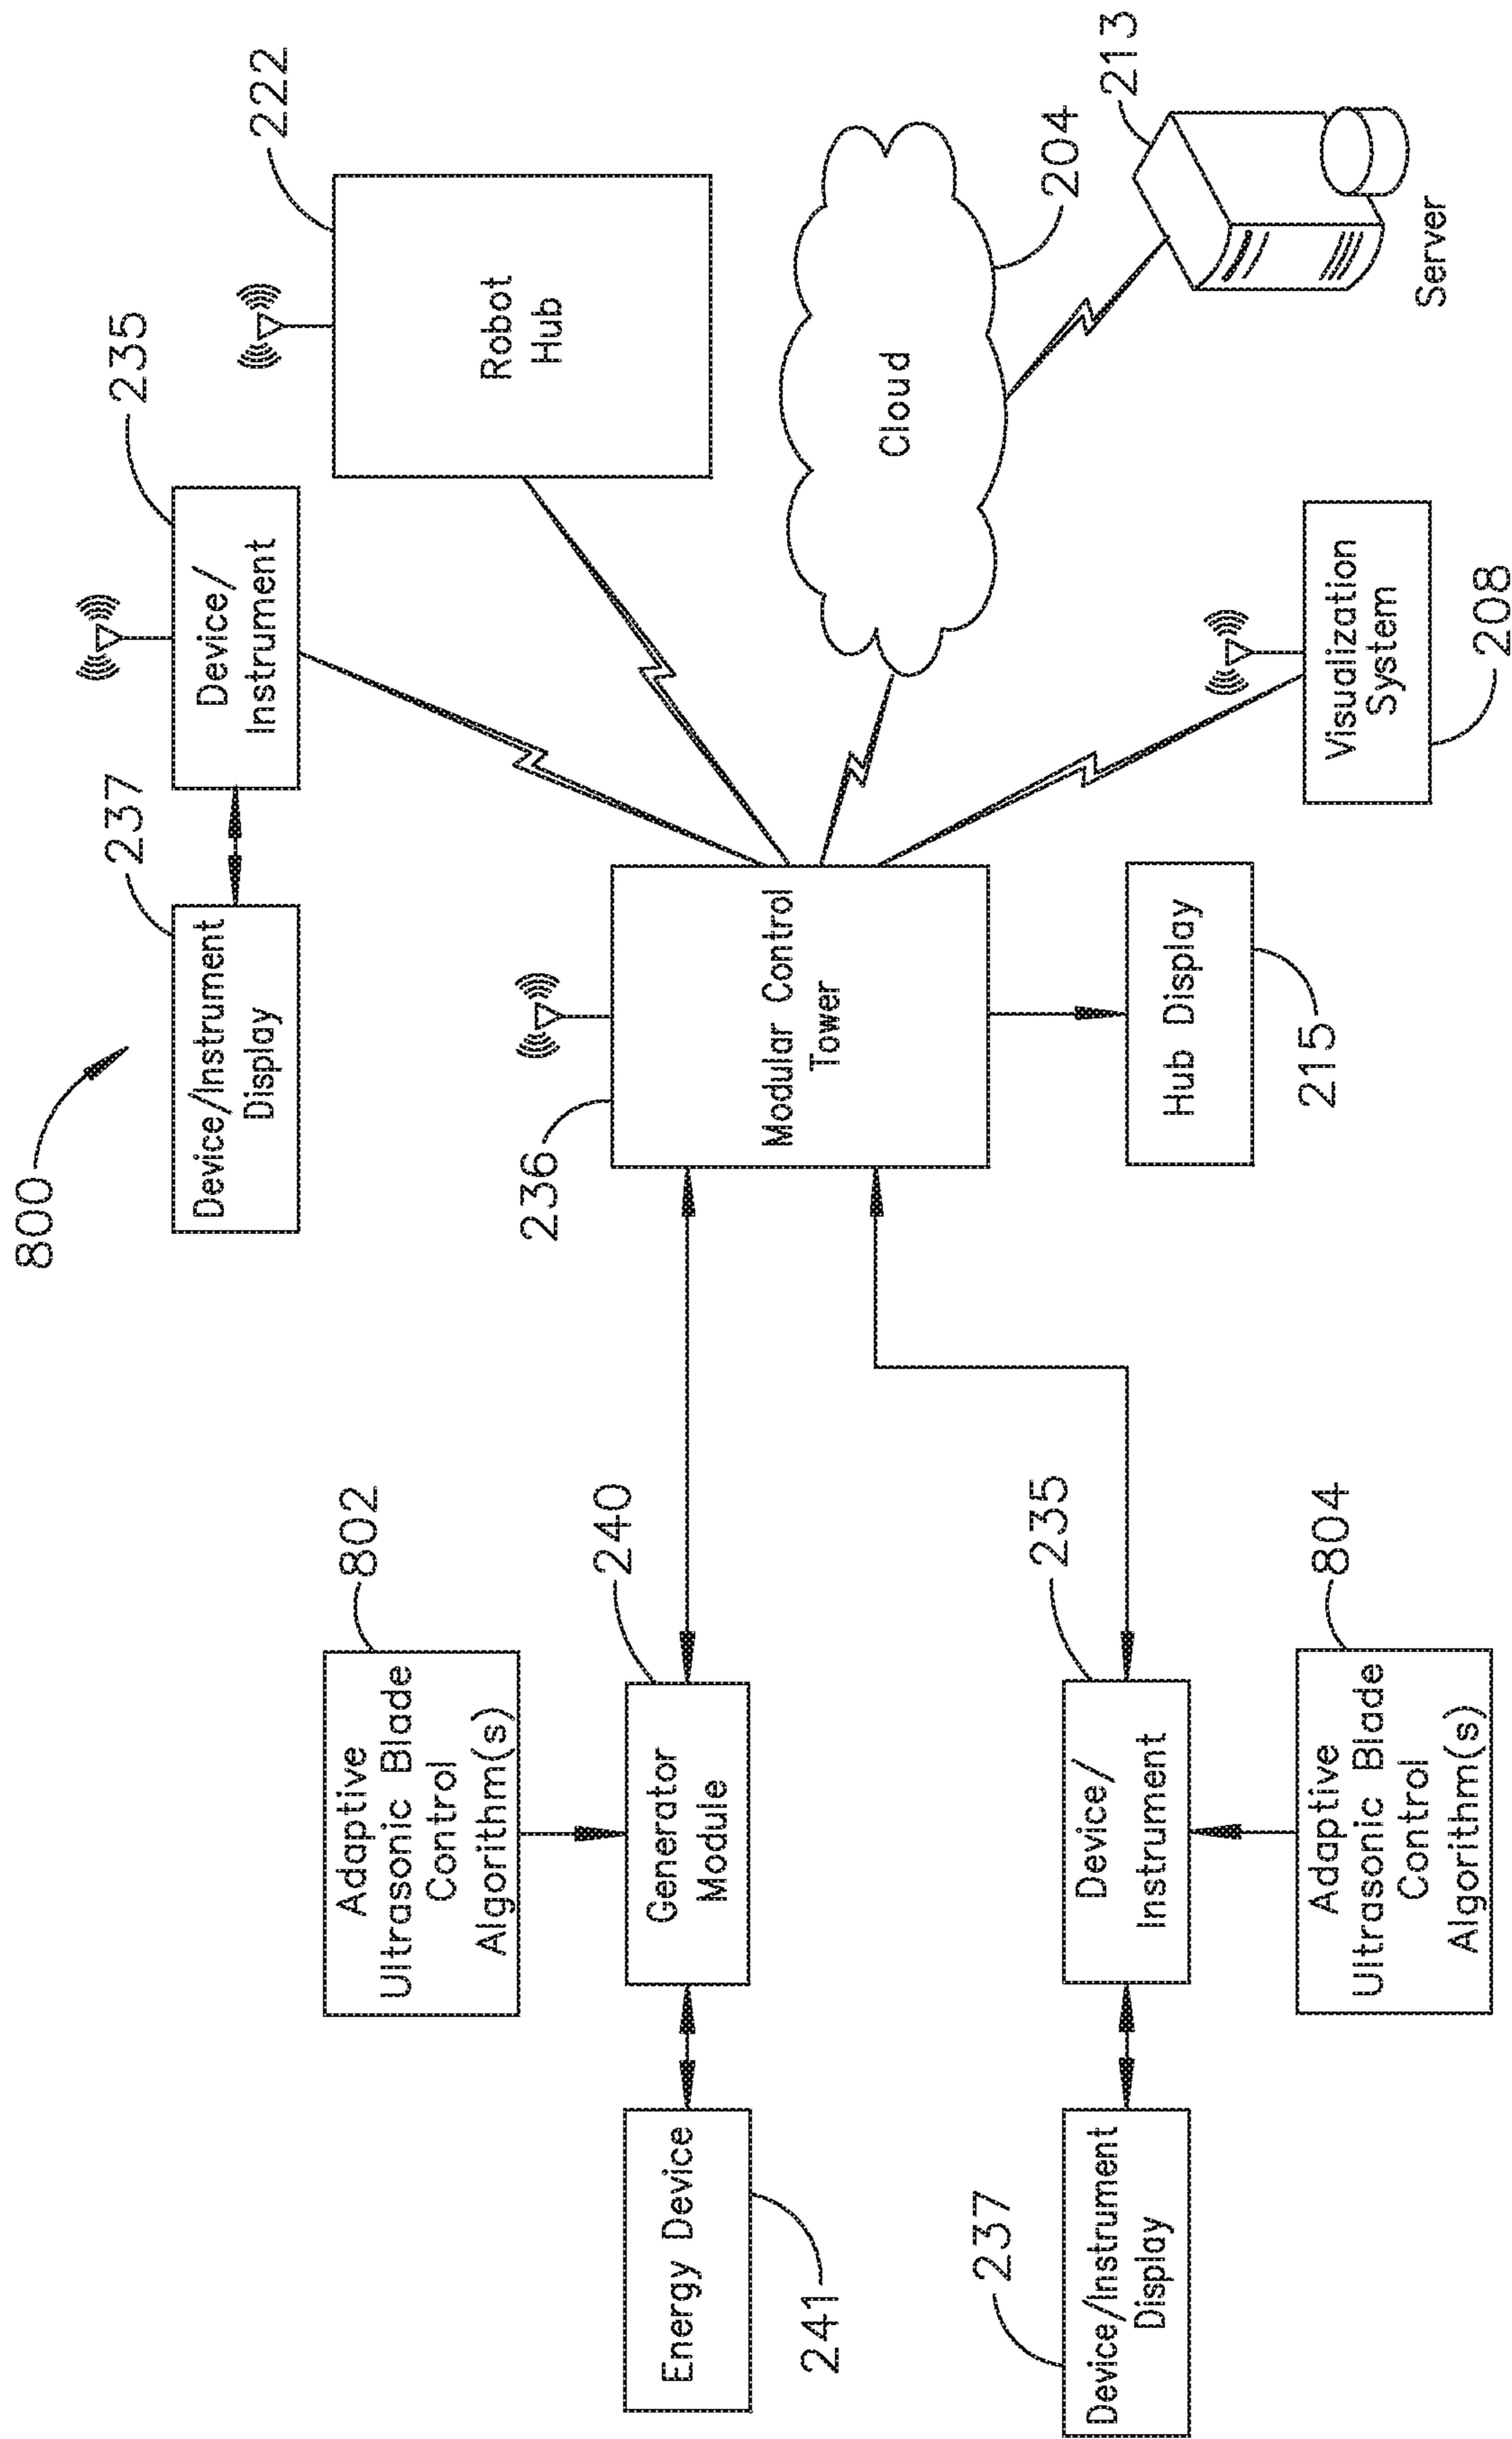 800
237
Device/Instrument
Display
235
Device/
Instrument
222
Robot
Hub
802
Adaptive
Ultrasonic Blade
Control
Algorithm(s)
240
Generator
Module
Energy Device
241
236
Modular Control
Tower
Cloud
204
213
Server
235
Device/
Instrument
237
Device/Instrument
Display
804
Adaptive
Ultrasonic Blade
Control
Algorithm(s)
Hub Display
215
Visualization
System
208